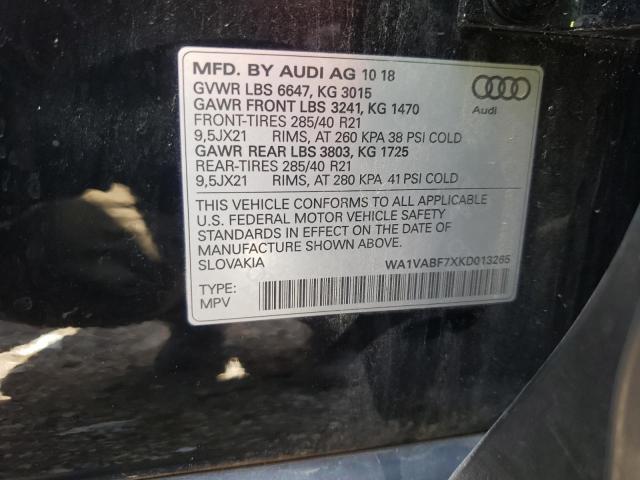 MFD. BY AUDI AG 10 18
GVWR LBS 6647, KG 3015
GAWR FRONT LBS 3241, KG 1470
FRONT-TIRES 285/40 R21
9,5JX21 RIMS, AT 260 KPA 38 PSI COLD
GAWR REAR LBS 3803, KG 1725
REAR-TIRES 285/40 R21
9,5JX21 RIMS, AT 280 KPA 41 PSI COLD
Audi
THIS VEHICLE CONFORMS TO ALL APPLICABLE
U.S. FEDERAL MOTOR VEHICLE SAFETY
STANDARDS IN EFFECT ON THE DATE OF
MANUFACTURE SHOWN ABOVE.
SLOVAKIA WA1VABF7XKD013265
TYPE:
MPV